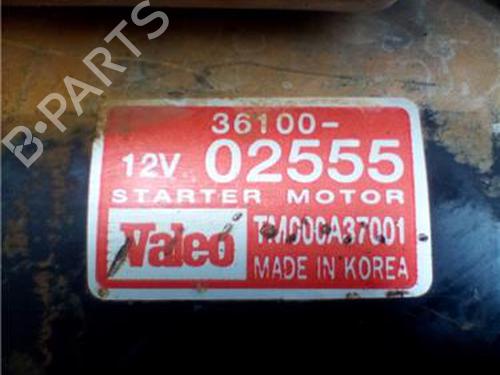 B-PARTS
36100-
12V 02555
STARTER MOTOR
Valeo TM000A37001
MADE IN KOREA